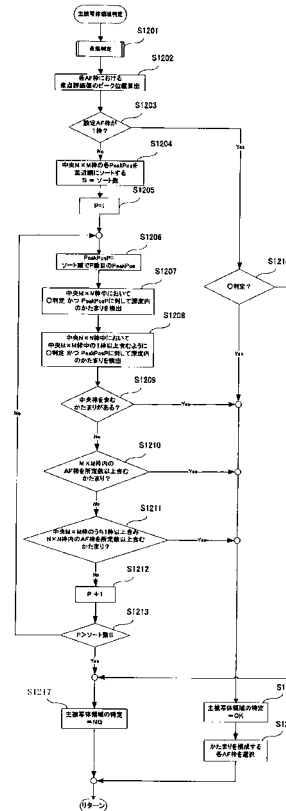 主被写体領域判定
S1201
合焦判定
S1202
各AF枠における
焦点評価値のピーク位置算出
S1203
設定AF枠が
1枠？
Yes
No
S1204
中央M×M枠の各PeakPosを
至近順にソートする
S = ソート数
S1205
P=1
S1206
PeakPosP=
ソート順でP番目のPeakPos
S1207
中央M×M枠中において
〇判定 かつ PeakPosPに対して深度内
のかたまりを検出
S1208
中央N×N枠中において
中央M×M枠中の1枠以上含むように
〇判定 かつ PeakPosPに対して深度内
のかたまりを検出
S1209
中央枠を含む
かたまりがある？
Yes
No
S1210
M×M枠内の
AF枠を所定数以上含む
かたまり？
Yes
No
S1211
中央M×M枠のうち1枠以上含み
N×N枠内のAF枠を所定数以上含む
かたまり？
Yes
No
S1212
P + 1
S1213
P＞ソート数S
No
Yes
S121
〇判定？
Yes
S1217
主被写体領域の特定
=NG
主被写体領域の特定
=OK
かたまりを構成する
各AF枠を選択
リターン